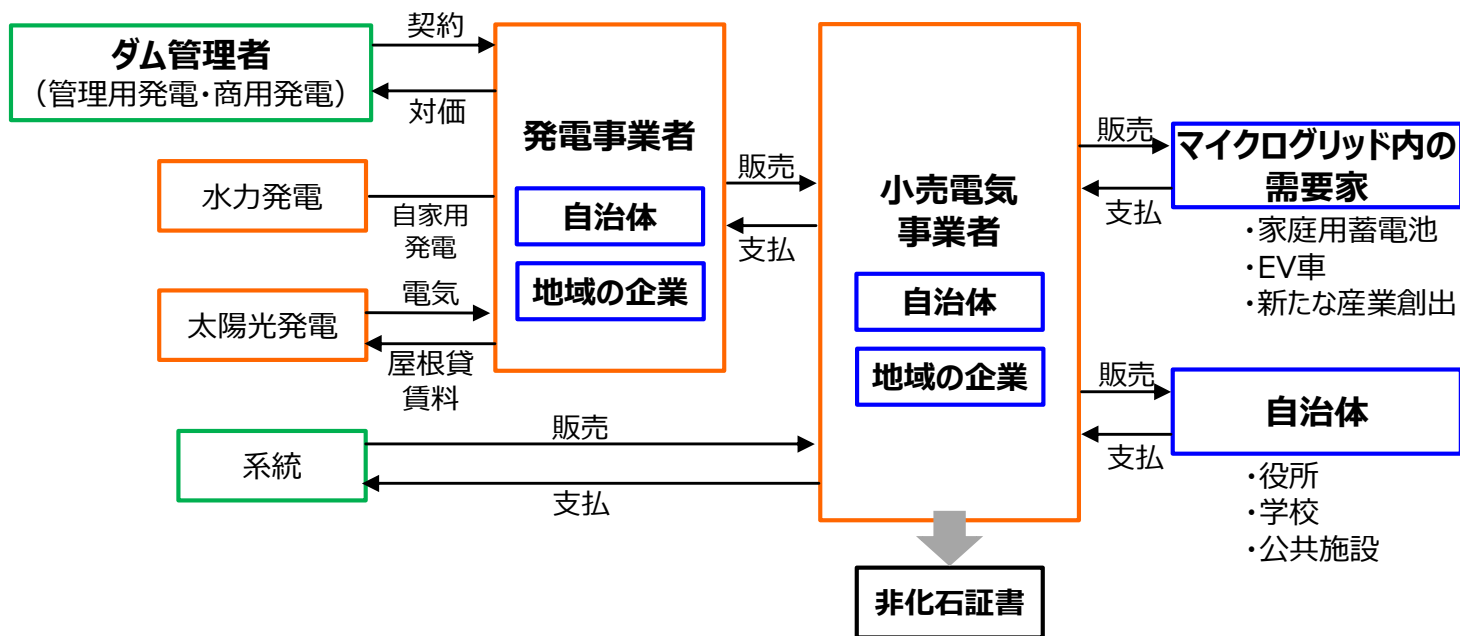 ダム管理者
（管理用発電・商用発電）
契約
対価
水力発電
自家用
発電
太陽光発電
電気
屋根貸
賃料
系統
販売
支払
発電事業者
自治体
地域の企業
販売
支払
小売電気
事業者
自治体
地域の企業
非化石証書
販売
支払
マイクログリッド内の
需要家
・家庭用蓄電池
・EV車
・新たな産業創出
販売
支払
自治体
・役所
・学校
・公共施設